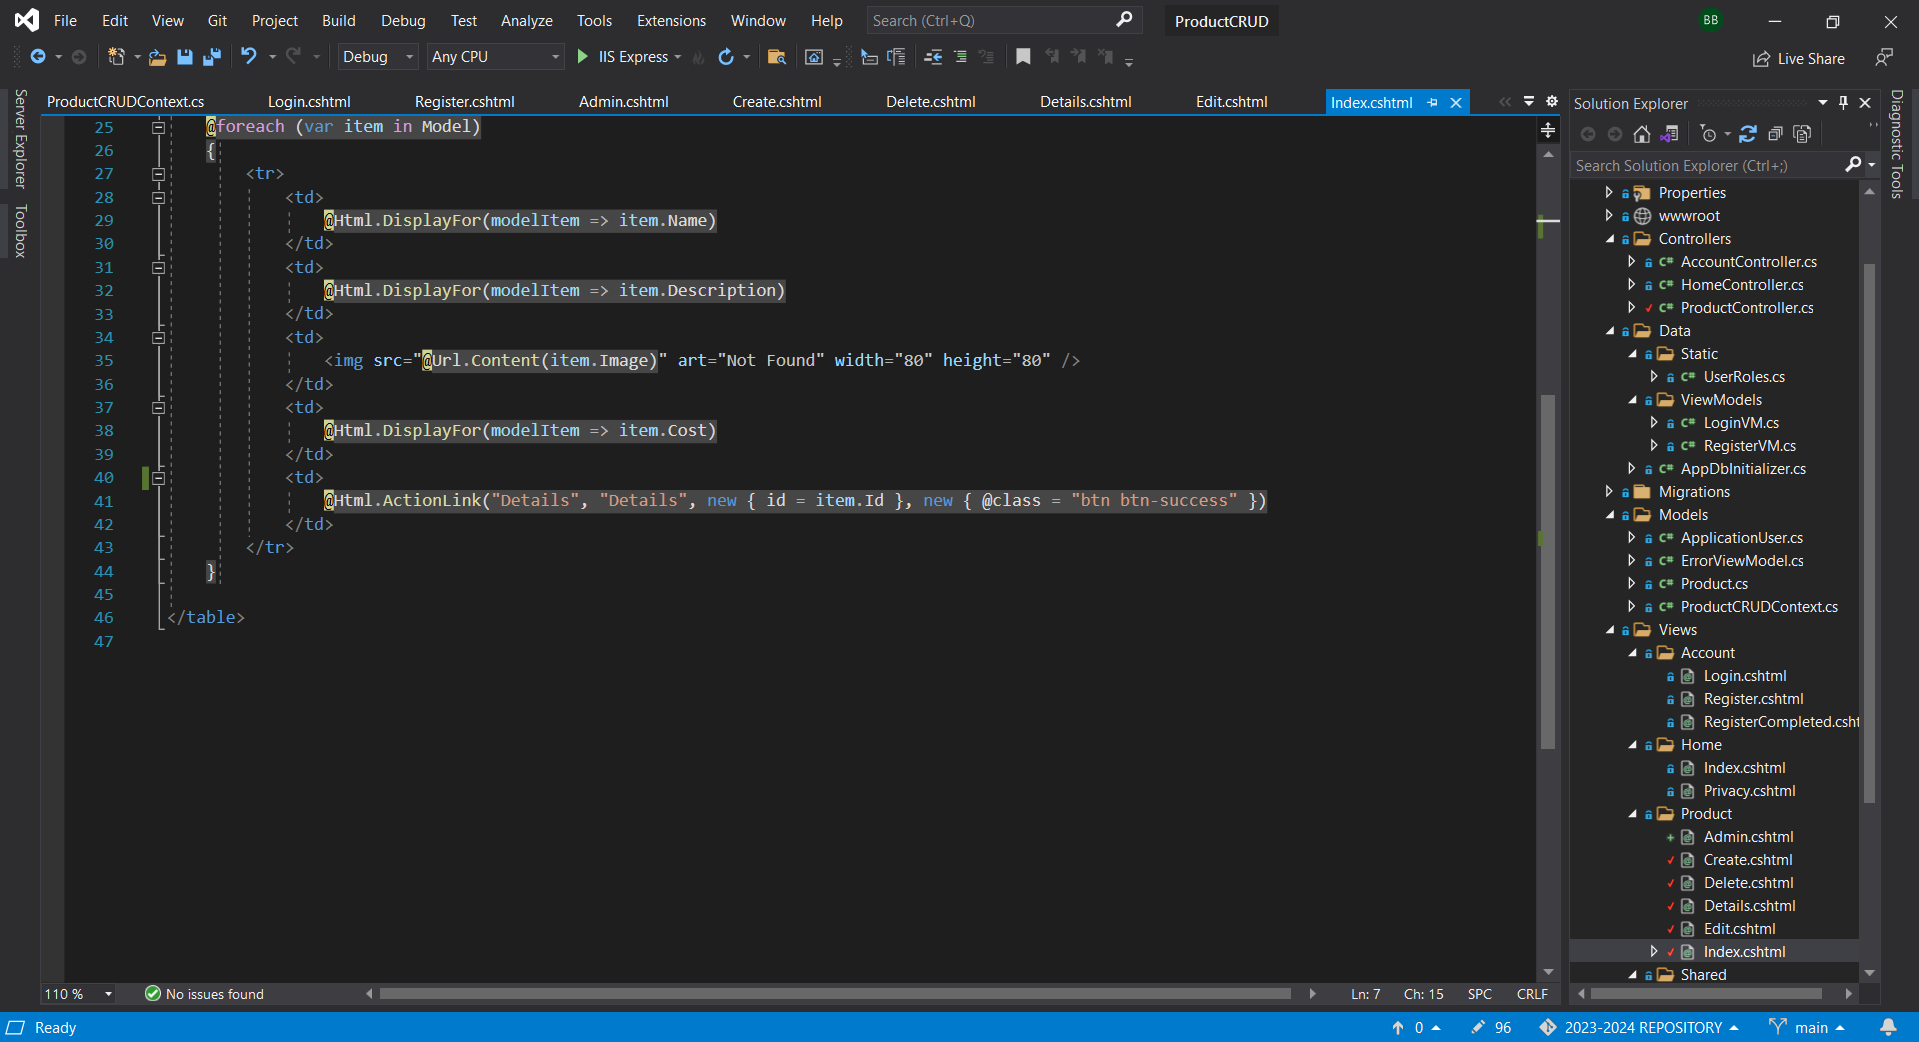 File Edit View Git Project Build Debug Test Analyze Tools Extensions Window Help Search (Ctrl+Q) ProductCRUD BB
Debug Any CPU IIS Express Live Share
Server Explorer
Toolbox
ProductCRUDContext.cs Login.cshtml Register.cshtml Admin.cshtml Create.cshtml Delete.cshtml Details.cshtml Edit.cshtml Index.cshtml
25 @foreach (var item in Model)
26 {
27 <tr>
28 <td>
29 @Html.DisplayFor(modelItem => item.Name)
30 </td>
31 <td>
32 @Html.DisplayFor(modelItem => item.Description)
33 </td>
34 <td>
35 <img src="@Url.Content(item.Image)" art="Not Found" width="80" height="80" />
36 </td>
37 <td>
38 @Html.DisplayFor(modelItem => item.Cost)
39 </td>
40 <td>
41 @Html.ActionLink("Details", "Details", new { id = item.Id }, new { @class = "btn btn-success" })
42 </td>
43 </tr>
44 }
45
46 </table>
47
110 % No issues found Ln: 7 Ch: 15 SPC CRLF
Solution Explorer
Search Solution Explorer (Ctrl+;)
Properties
wwwroot
Controllers
C# AccountController.cs
C# HomeController.cs
C# ProductController.cs
Data
Static
C# UserRoles.cs
ViewModels
C# LoginVM.cs
C# RegisterVM.cs
C# AppDbInitializer.cs
Migrations
Models
C# ApplicationUser.cs
C# ErrorViewModel.cs
C# Product.cs
C# ProductCRUDContext.cs
Views
Account
Login.cshtml
Register.cshtml
RegisterCompleted.csht
Home
Index.cshtml
Privacy.cshtml
Product
Admin.cshtml
Create.cshtml
Delete.cshtml
Details.cshtml
Edit.cshtml
Index.cshtml
Shared
Diagnostic Tools
Ready 0 96 2023-2024 REPOSITORY main